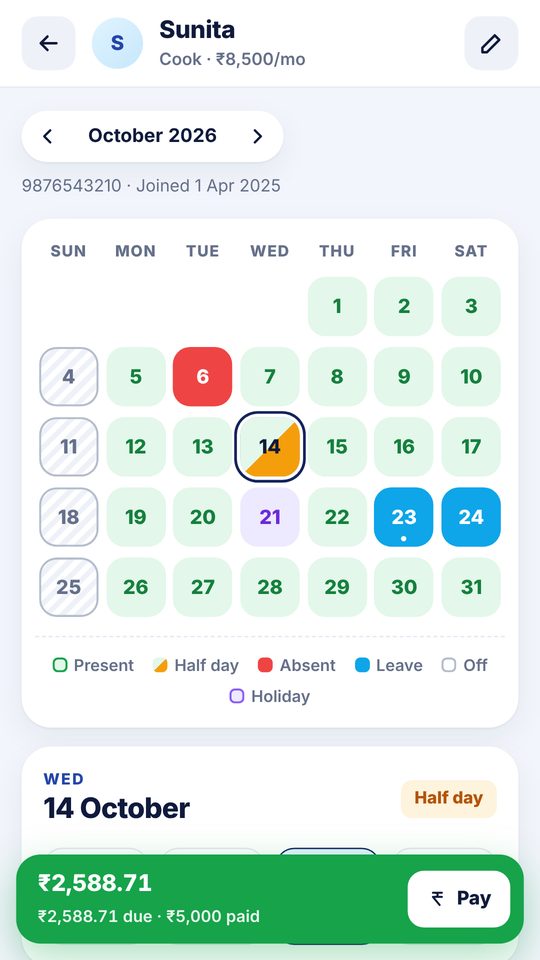 Sunita
S
Cook · ₹8,500/mo
October 2026
9876543210 · Joined 1 Apr 2025
SUN MON TUE WED THU FRI SAT
1 2 3
4 5 6 7 8 9 10
11 12 13 14 15 16 17
18 19 20 21 22 23 24
25 26 27 28 29 30 31
Present Half day Absent Leave Off
Holiday
WED
14 October
Half day
₹2,588.71
₹2,588.71 due · ₹5,000 paid
₹ Pay